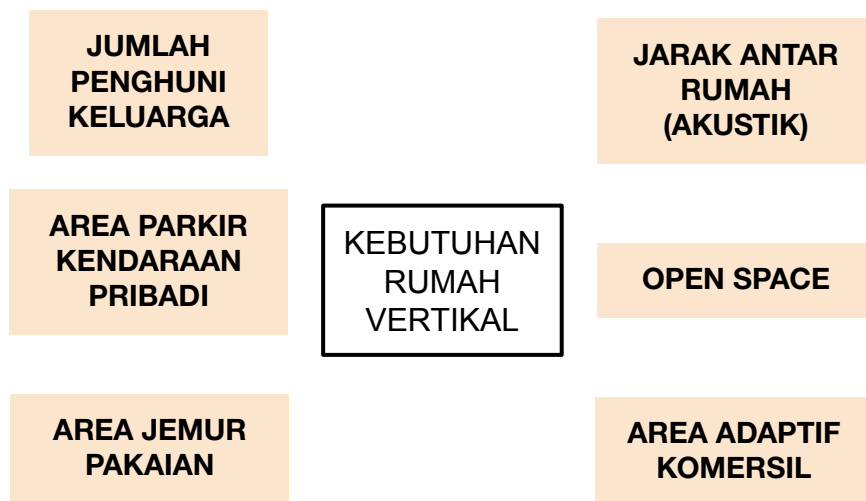 JUMLAH
PENGHUNI
KELUARGA
AREA PARKIR
KENDARAAN
PRIBADI
AREA JEMUR
PAKAIAN
KEBUTUHAN
RUMAH
VERTIKAL
JARAK ANTAR
RUMAH
(AKUSTIK)
OPEN SPACE
AREA ADAPTIF
KOMERSIL